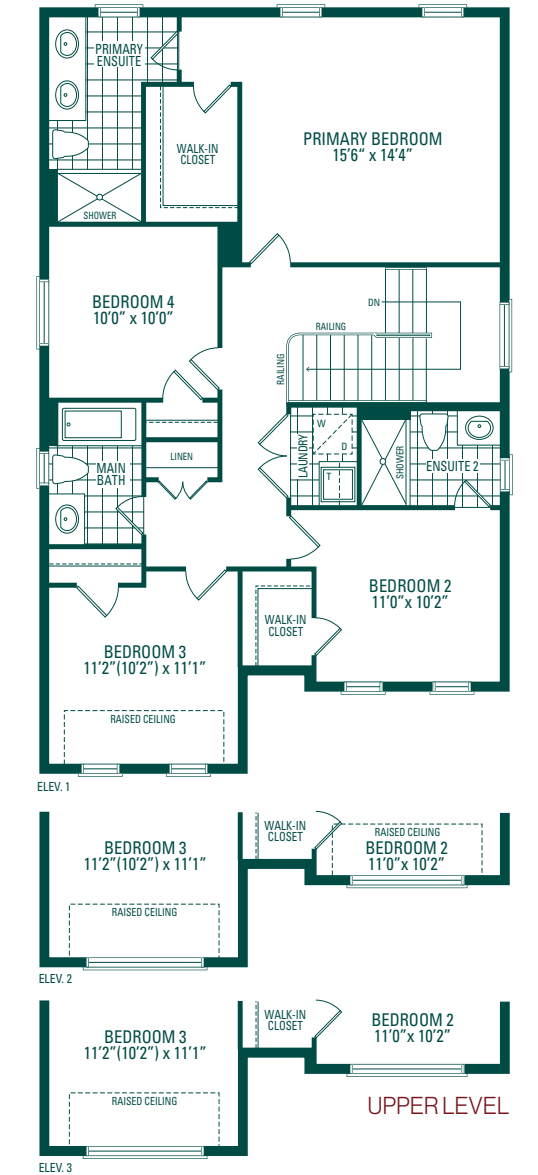 PRIMARY
ENSUITE
WALK-IN
CLOSET
PRIMARY BEDROOM
15'6" x 14'4"
SHOWER
BEDROOM 4
10'0" x 10'0"
DN
RAILING
RAILING
LINEN
MAIN
BATH
LAUNDRY
W
D
T
SHOWER
ENSUITE 2
BEDROOM 2
11'0"x 10'2"
WALK-IN
CLOSET
BEDROOM 3
11'2"(10'2") x 11'1"
RAISED CEILING
ELEV. 1
BEDROOM 3
11'2"(10'2") x 11'1"
RAISED CEILING
WALK-IN
CLOSET
RAISED CEILING
BEDROOM 2
11'0"x 10'2"
ELEV. 2
BEDROOM 3
11'2"(10'2") x 11'1"
RAISED CEILING
WALK-IN
CLOSET
BEDROOM 2
11'0"x 10'2"
UPPER LEVEL
ELEV. 3